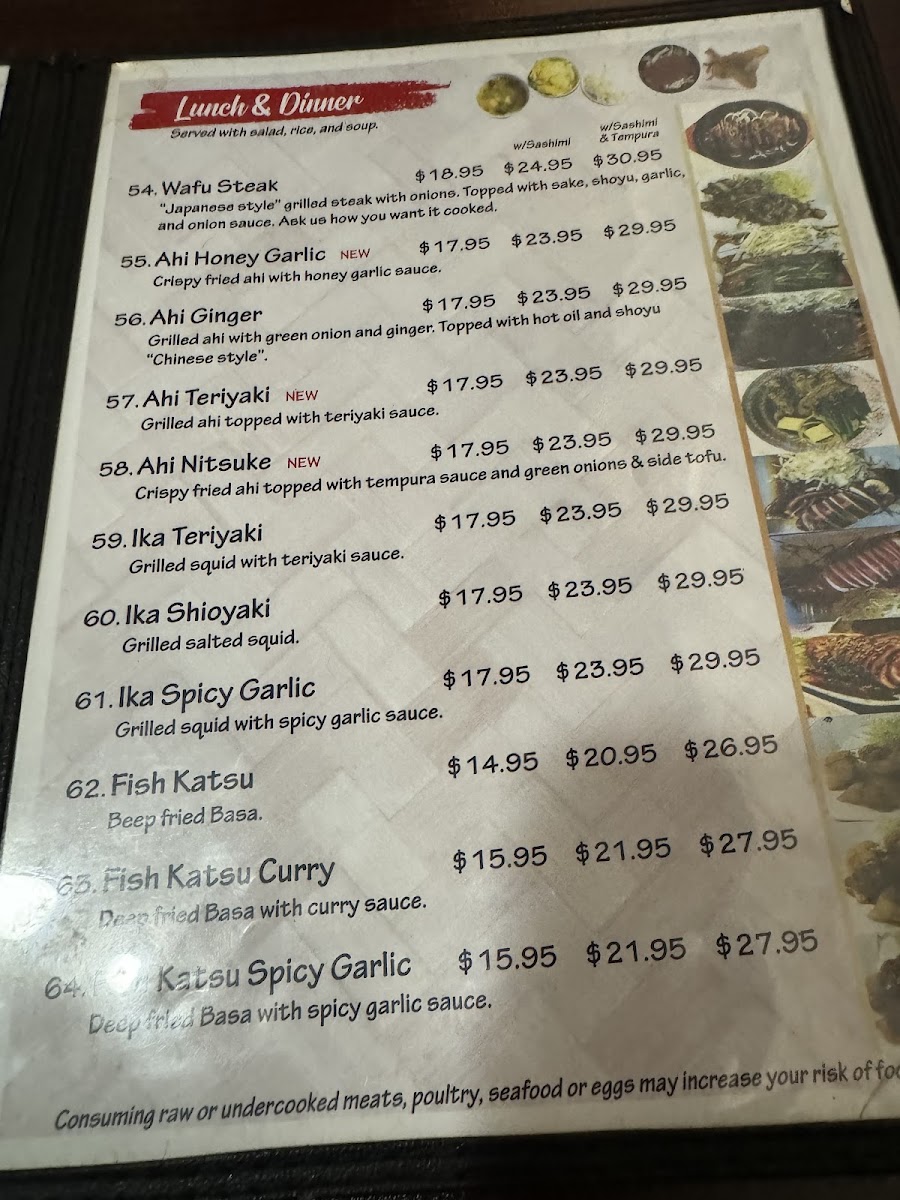 Lunch & Dinner
Served with salad, rice, and soup.
w/Sashimi
w/Sashimi
& Tempura
54. Wafu Steak $18.95 $24.95 $30.95
"Japanese style" grilled steak with onions. Topped with sake, shoyu, garlic,
and onion sauce. Ask us how you want it cooked.
55. Ahi Honey Garlic NEW $17.95 $23.95 $29.95
Crispy fried ahi with honey garlic sauce.
56. Ahi Ginger $17.95 $23.95 $29.95
Grilled ahi with green onion and ginger. Topped with hot oil and shoyu
"Chinese style".
57. Ahi Teriyaki NEW $17.95 $23.95 $29.95
Grilled ahi topped with teriyaki sauce.
58. Ahi Nitsuke NEW $17.95 $23.95 $29.95
Crispy fried ahi topped with tempura sauce and green onions & side tofu.
59. Ika Teriyaki $17.95 $23.95 $29.95
Grilled squid with teriyaki sauce.
60. Ika Shioyaki $17.95 $23.95 $29.95
Grilled salted squid.
61. Ika Spicy Garlic $17.95 $23.95 $29.95
Grilled squid with spicy garlic sauce.
62. Fish Katsu $14.95 $20.95 $26.95
Beep fried Basa.
63. Fish Katsu Curry $15.95 $21.95 $27.95
Deep fried Basa with curry sauce.
64. Katsu Spicy Garlic $15.95 $21.95 $27.95
Deep fried Basa with spicy garlic sauce.
Consuming raw or undercooked meats, poultry, seafood or eggs may increase your risk of foo